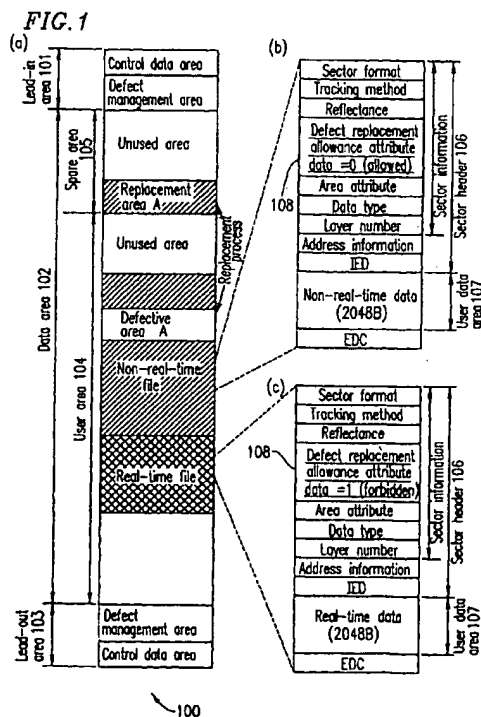 FIG. 1
(a)
Lead-in
area 101
Control data area
Defect
management area
Data area 102
Spare area
105
Unused area
Replacement
area A
User area 104
Unused area
Replacement
process
Defective
area A
Non-real-time
file
Real-time file
Lead-out
area 103
Defect
management area
Control data area
100
(b)
Sector format
Tracking method
Reflectance
Defect replacement
allowance attribute
data =0 (allowed)
108
Area attribute
Data type
Layer number
Address information
IED
Non-real-time data
(2048B)
EDC
Sector information
Sector header 106
User data
area 107
(c)
Sector format
Tracking method
Reflectance
Defect replacement
allowance attribute
data =1 (forbidden)
108
Area attribute
Data type
Layer number
Address information
IED
Real-time data
(2048B)
EDC
Sector information
Sector header 106
User data
area 107